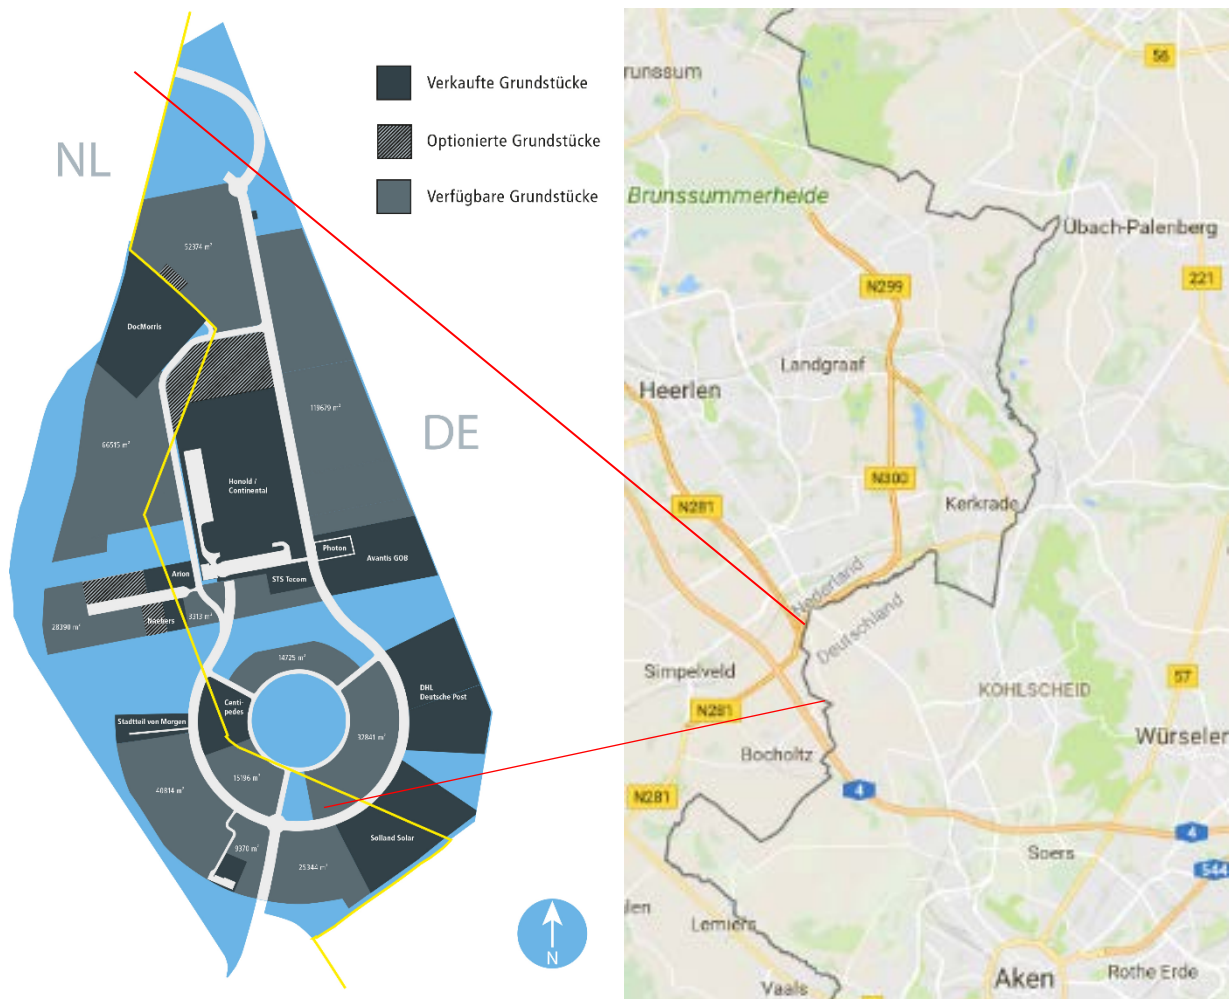 NL
DE
Verkaufte Grundstücke
Optionierte Grundstücke
Verfügbare Grundstücke
52374 m²
DocMorris
119679 m²
66515 m²
Honold /
Continental
Photon
Avantis GOB
Arion
STS Tecom
28390 m²
Naebers
3313 m²
14725 m²
DHL
Deutsche Post
Centi-
pedes
Stadtteil von Morgen
32841 m²
15196 m²
40814 m²
Solland Solar
9370 m²
25344 m²
N
56
runssum
Brunssummerheide
Übach-Palenberg
N299
221
Landgraaf
Heerlen
N300
N281
Kerkrade
Nederland
Deutschland
Simpelveld
57
KOHLSCHEID
N281
Würseler
Bocholtz
N281
4
4
Soers
544
len
Lemiers
Aken
Rothe Erde
Vaals